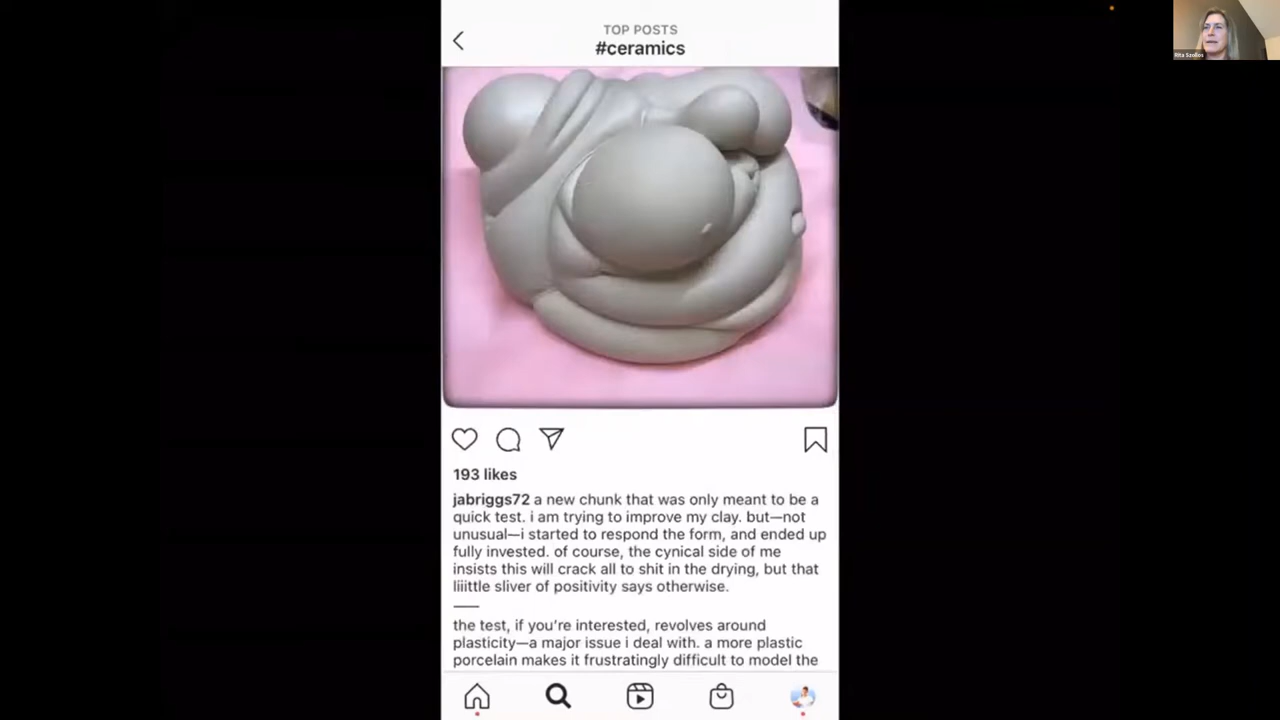 TOP POSTS
#ceramics
Rita Szollos
193 likes
jabriggs72 a new chunk that was only meant to be a
quick test. i am trying to improve my clay. but—not
unusual—i started to respond the form, and ended up
fully invested. of course, the cynical side of me
insists this will crack all to shit in the drying, but that
liiittle sliver of positivity says otherwise.
the test, if you're interested, revolves around
plasticity—a major issue i deal with. a more plastic
porcelain makes it frustratingly difficult to model the